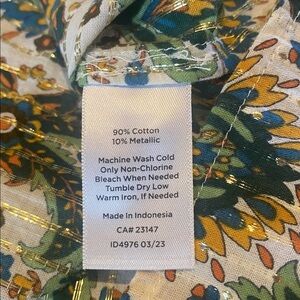 90% Cotton
10% Metallic
Machine Wash Cold
Only Non-Chlorine
Bleach When Needed
Tumble Dry Low
Warm Iron, If Needed
Made In Indonesia
CA# 23147
ID4976 03/23